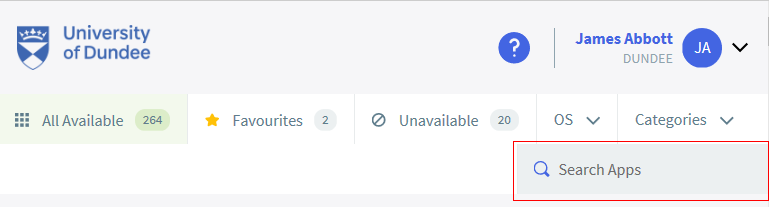 University
of Dundee
?
James Abbott
DUNDEE
JA
All Available 264
Favourites 2
Unavailable 20
OS
Categories
Search Apps